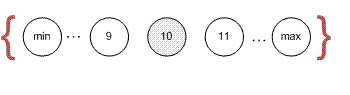 { min ... 9 10 11 ... max }